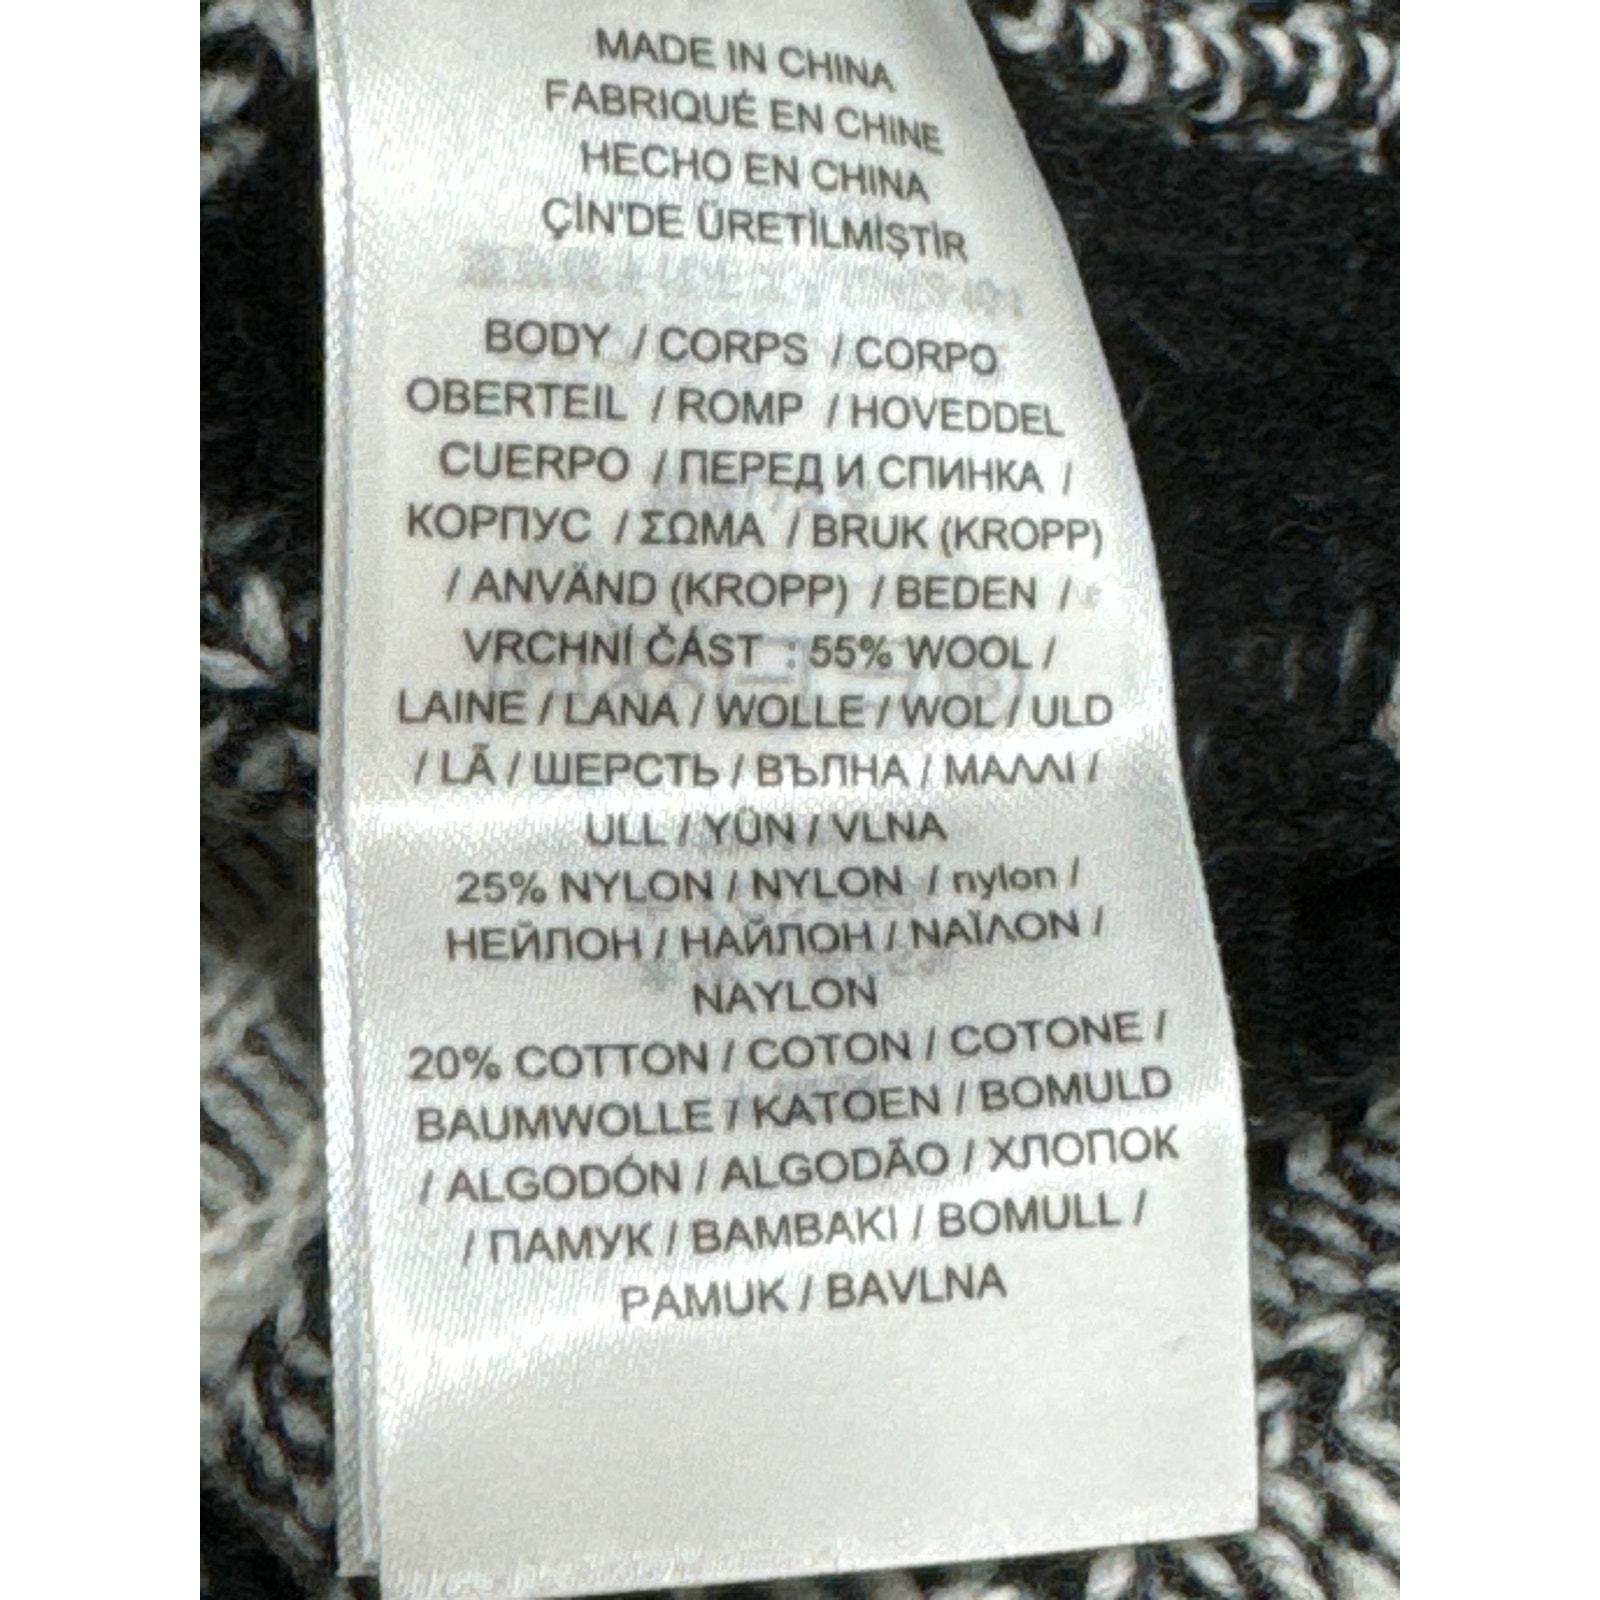 MADE IN CHINA
FABRIQUÉ EN CHINE
HECHO EN CHINA
ÇİN'DE ÜRETİLMİŞTİR
BODY / CORPS / CORPO
OBERTEIL / ROMP / HOVEDDEL
CUERPO / ПЕРЕД И СПИНКА /
КОРПУС / ΣΩΜΑ / BRUK (KROPP)
/ ANVÄND (KROPP) / BEDEN /
VRCHNÍ ČÁST : 55% WOOL /
LAINE / LANA / WOLLE / WOL / ULD
/ LÃ / ШЕРСТЬ / ВЪЛНА / ΜΑΛΛΙ /
ULL / YÜN / VLNA
25% NYLON / NYLON / nylon /
НЕЙЛОН / НАЙЛОН / ΝΑΪΛΟΝ /
NAYLON
20% COTTON / COTON / COTONE /
BAUMWOLLE / KATOEN / BOMULD
/ ALGODÓN / ALGODÃO / ХЛОПОК
/ ПАМУК / ΒΑΜΒΑΚΙ / BOMULL /
PAMUK / BAVLNA